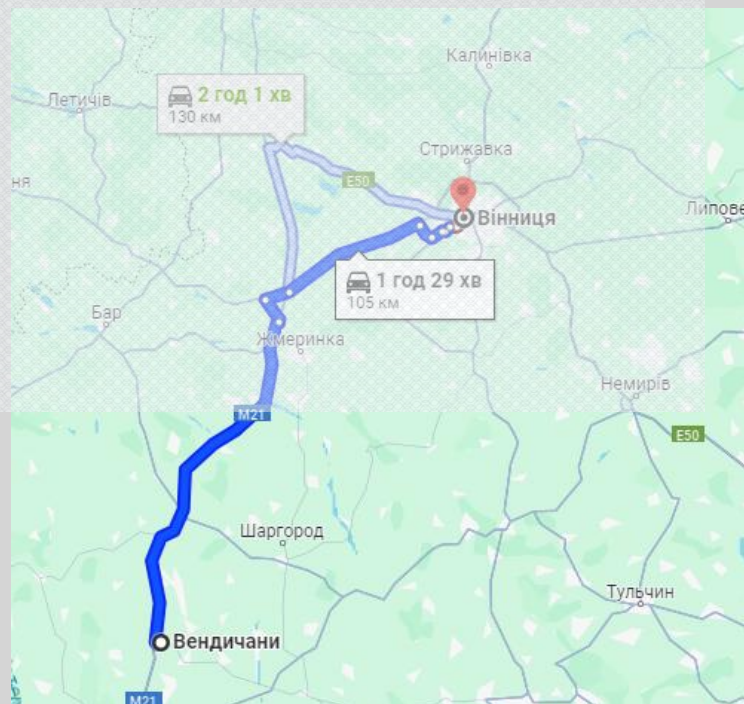 Калинівка
Летичів
2 год 1 хв
130 км
Стрижавка
ня
E50
Вінниця
Липове
1 год 29 хв
105 км
Бар
Жмеринка
Немирів
M21
E50
Шаргород
Тульчин
Вендичани
M21